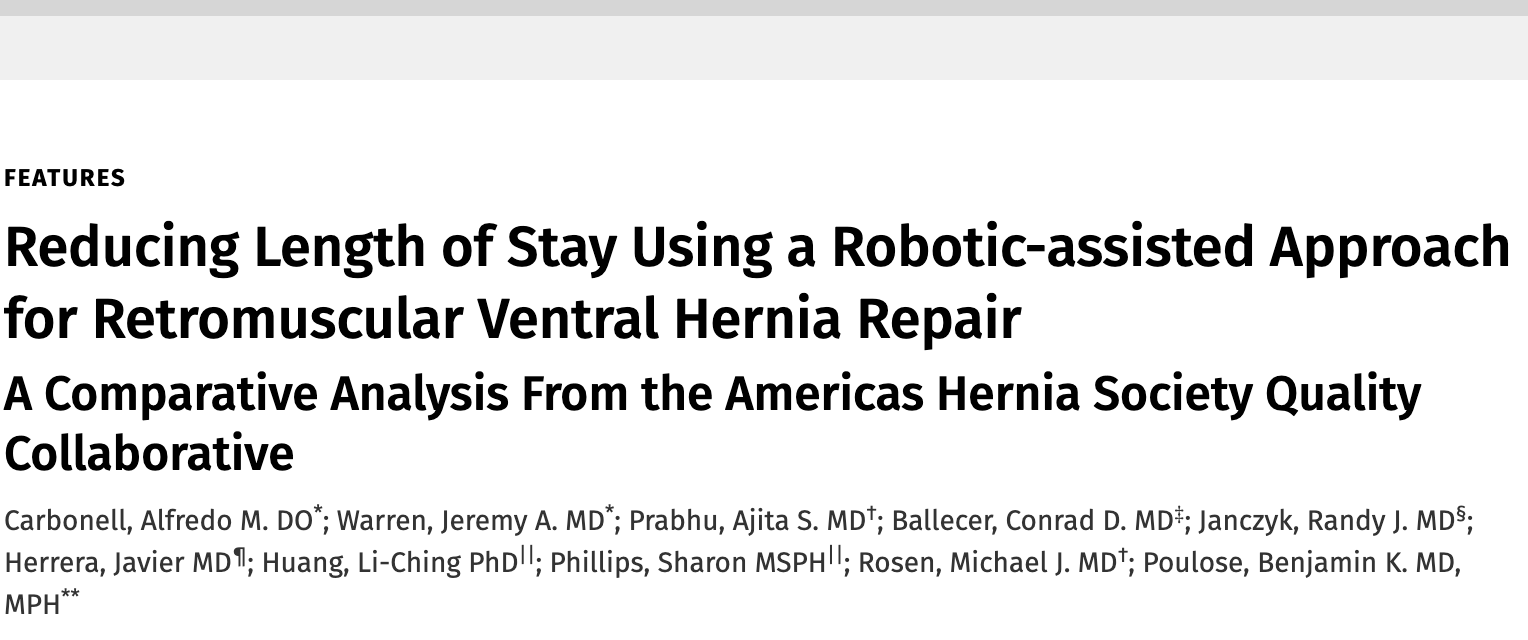 FEATURES
Reducing Length of Stay Using a Robotic-assisted Approach
for Retromuscular Ventral Hernia Repair
A Comparative Analysis From the Americas Hernia Society Quality
Collaborative
Carbonell, Alfredo M. DO*; Warren, Jeremy A. MD*; Prabhu, Ajita S. MD†; Ballecer, Conrad D. MD‡; Janczyk, Randy J. MD§;
Herrera, Javier MD¶; Huang, Li-Ching PhD||; Phillips, Sharon MSPH||; Rosen, Michael J. MD†; Poulose, Benjamin K. MD,
MPH**